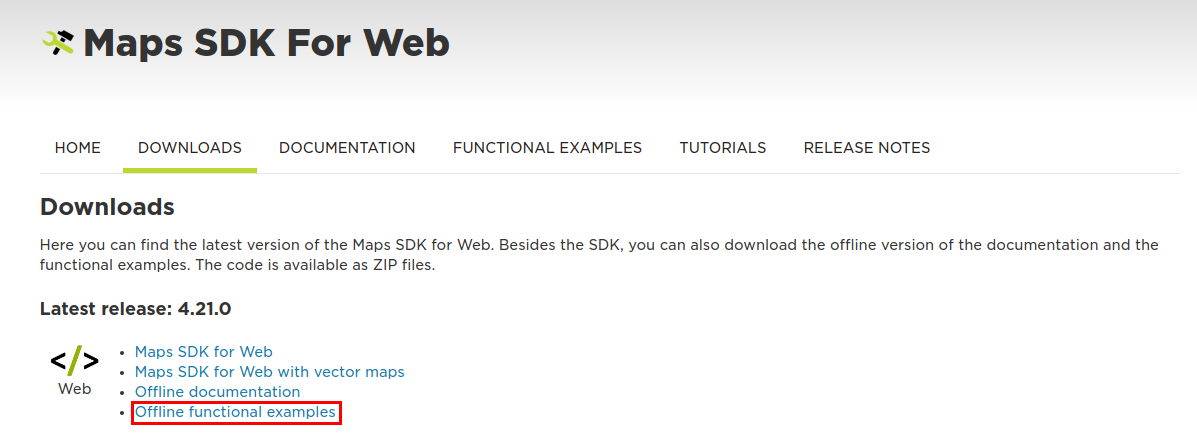 Maps SDK For Web
HOME DOWNLOADS DOCUMENTATION FUNCTIONAL EXAMPLES TUTORIALS RELEASE NOTES
Downloads
Here you can find the latest version of the Maps SDK for Web. Besides the SDK, you can also download the offline version of the documentation and the
functional examples. The code is available as ZIP files.
Latest release: 4.21.0
</>
Web
• Maps SDK for Web
• Maps SDK for Web with vector maps
• Offline documentation
• Offline functional examples